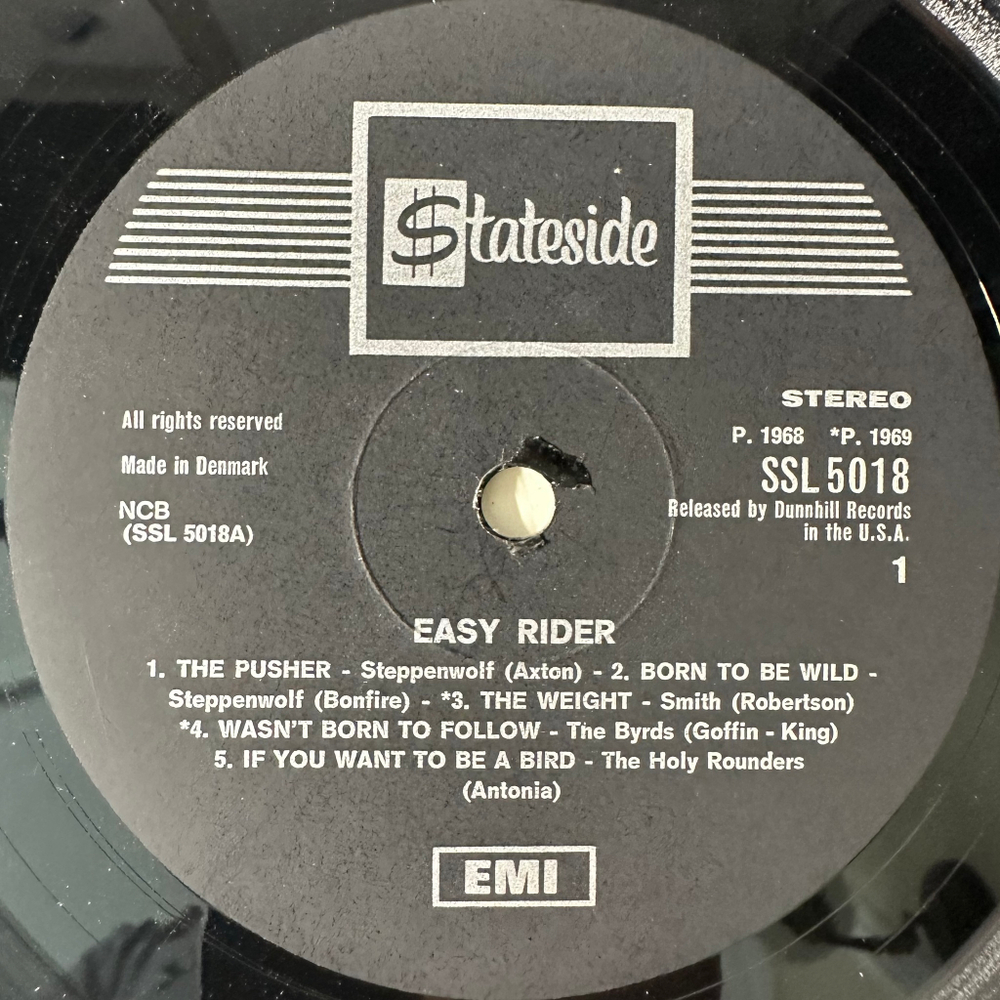 $tateside
STEREO
All rights reserved
P. 1968 *P. 1969
Made in Denmark
SSL 5018
NCB
Released by Dunnhill Records
(SSL 5018A)
in the U.S.A.
1
EASY RIDER
1. THE PUSHER - Steppenwolf (Axton) - 2. BORN TO BE WILD -
Steppenwolf (Bonfire) - *3. THE WEIGHT - Smith (Robertson)
*4. WASN'T BORN TO FOLLOW - The Byrds (Goffin - King)
5. IF YOU WANT TO BE A BIRD - The Holy Rounders
(Antonia)
EMI